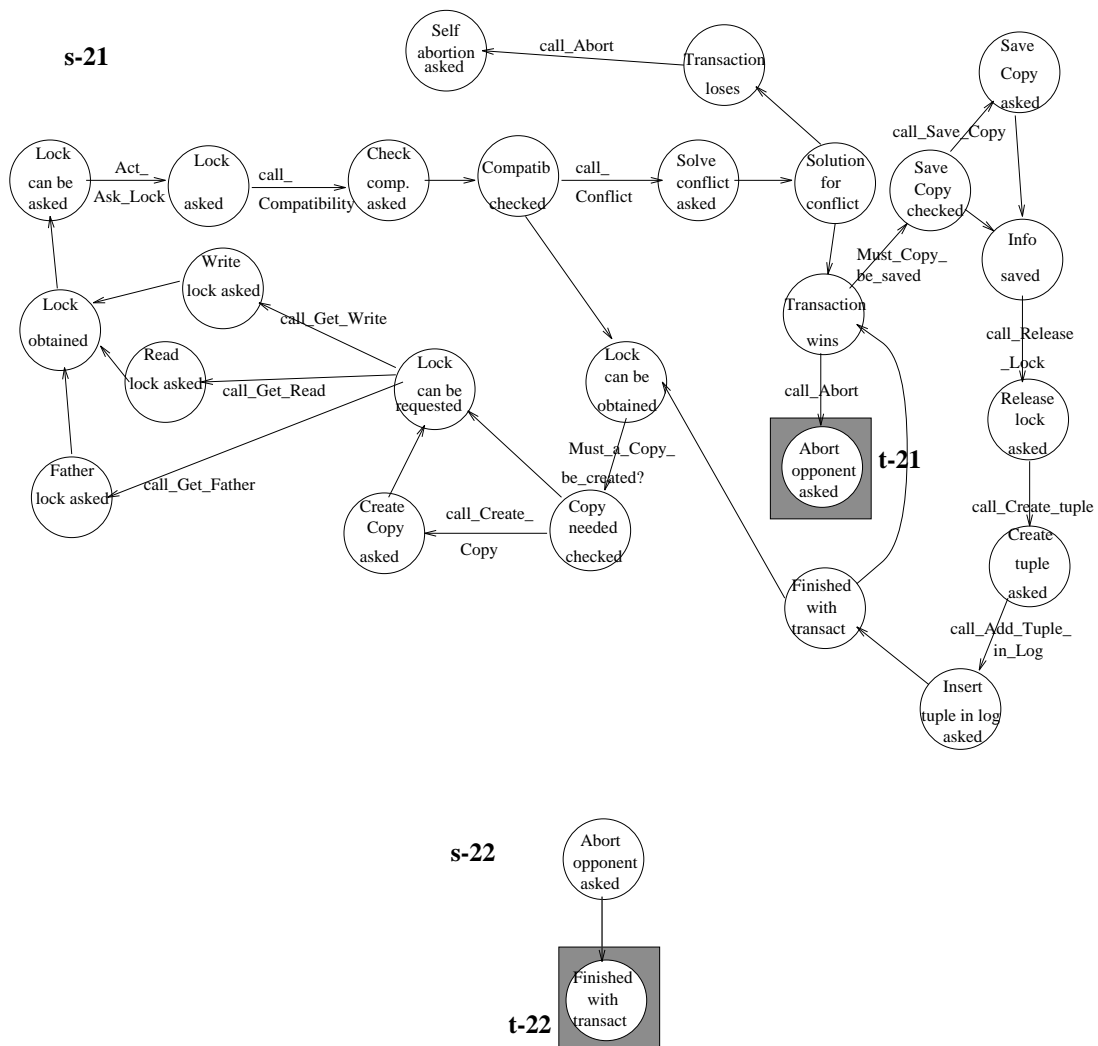 s-21
Self
abortion
asked
call_Abort
Transaction
loses
Save
Copy
asked
call_Save_Copy
Lock
can be
asked
Act_
Ask_Lock
Lock
asked
call_
Compatibility
Check
comp.
asked
Compatib
checked
call_
Conflict
Solve
conflict
asked
Solution
for
conflict
Save
Copy
checked
Must_Copy_
be_saved
Info
saved
Write
lock asked
Lock
obtained
call_Get_Write
Transaction
wins
call_Release
_Lock
Read
lock asked
call_Get_Read
Lock
can be
requested
Lock
can be
obtained
call_Abort
Release
lock
asked
Must_a_Copy_
be_created?
Abort
opponent
asked
t-21
Father
lock asked
call_Get_Father
Create
Copy
asked
call_Create_
Copy
Copy
needed
checked
call_Create_tuple
Create
tuple
asked
Finished
with
transact
call_Add_Tuple_
in_Log
Insert
tuple in log
asked
s-22
Abort
opponent
asked
Finished
with
transact
t-22